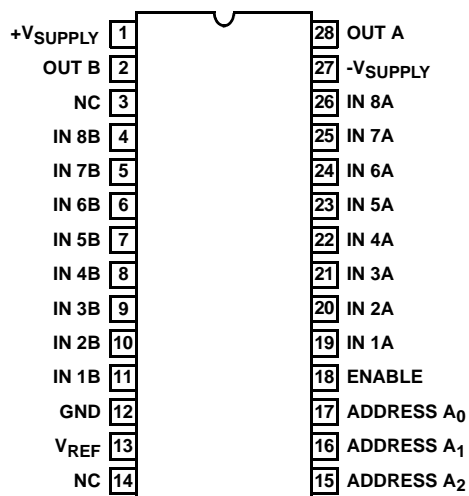 +VSUPPLY 1 28 OUT A
OUT B 2 27 -VSUPPLY
NC 3 26 IN 8A
IN 8B 4 25 IN 7A
IN 7B 5 24 IN 6A
IN 6B 6 23 IN 5A
IN 5B 7 22 IN 4A
IN 4B 8 21 IN 3A
IN 3B 9 20 IN 2A
IN 2B 10 19 IN 1A
IN 1B 11 18 ENABLE
GND 12 17 ADDRESS A0
VREF 13 16 ADDRESS A1
NC 14 15 ADDRESS A2